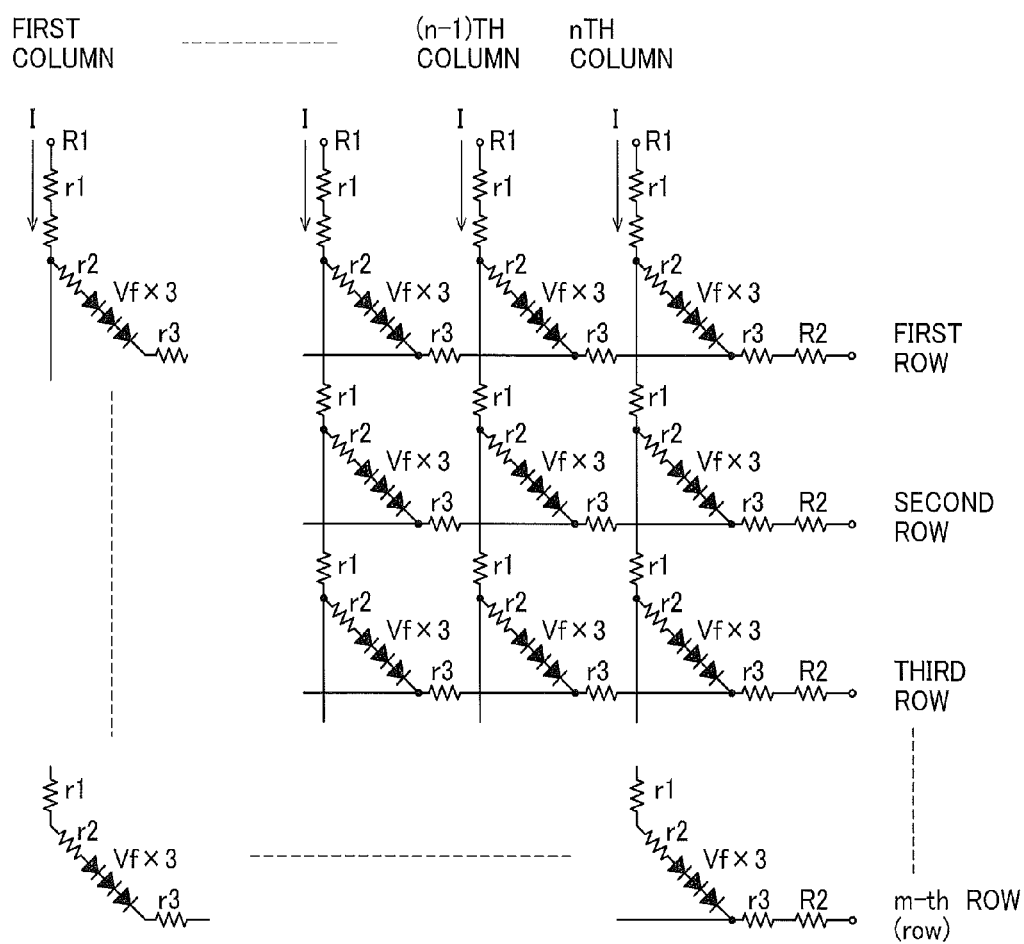 FIRST
COLUMN
(n-1)TH
COLUMN
nTH
COLUMN
I
R1
I
R1
I
R1
I
R1
r1
r1
r1
r1
r2
Vf×3
r3
r2
Vf×3
r3
r2
Vf×3
r3
r2
Vf×3
r3
R2
FIRST
ROW
r1
r1
r1
r2
Vf×3
r3
r2
Vf×3
r3
r2
Vf×3
r3
R2
SECOND
ROW
r1
r1
r1
r2
Vf×3
r3
r2
Vf×3
r3
r2
Vf×3
r3
R2
THIRD
ROW
r1
r2
Vf×3
r3
r1
r2
Vf×3
r3
R2
m-th ROW
(row)